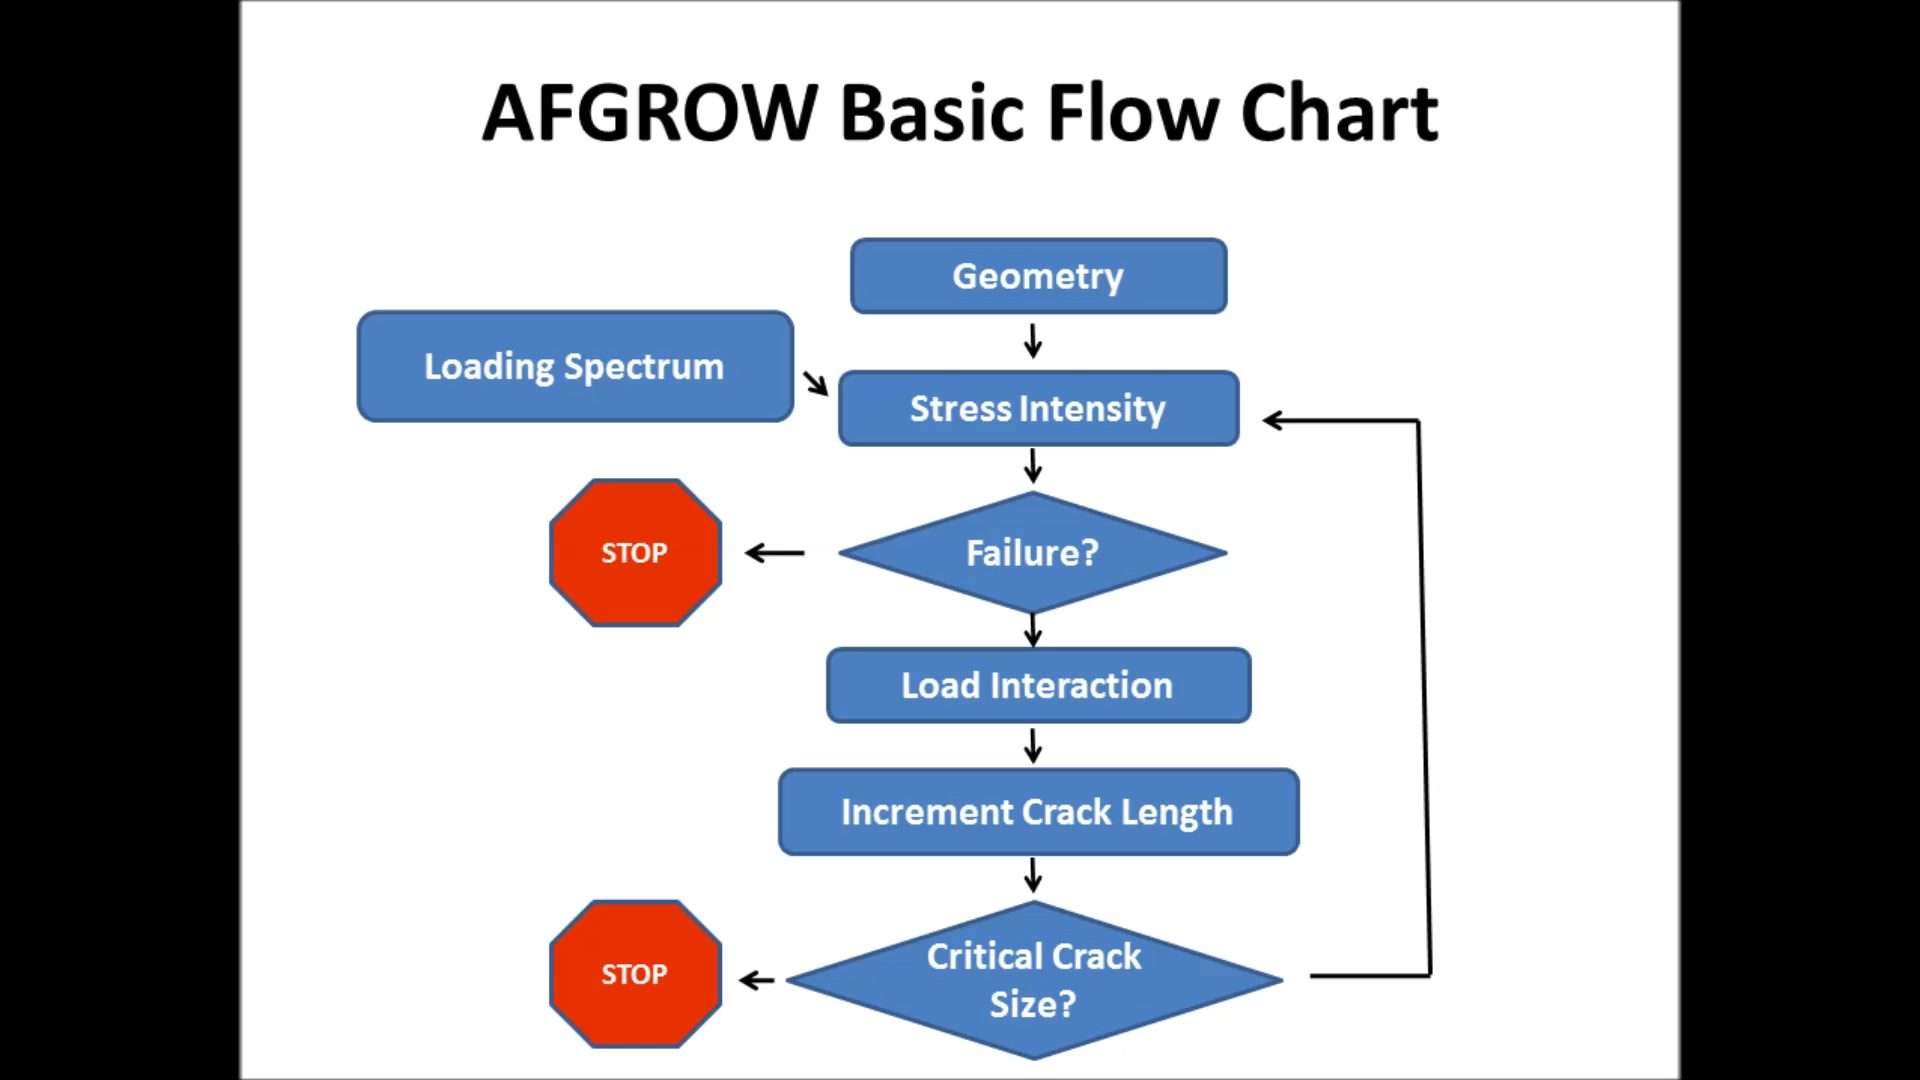 AFGROW Basic Flow Chart
Geometry
Loading Spectrum
Stress Intensity
STOP
Failure?
Load Interaction
Increment Crack Length
STOP
Critical Crack
Size?